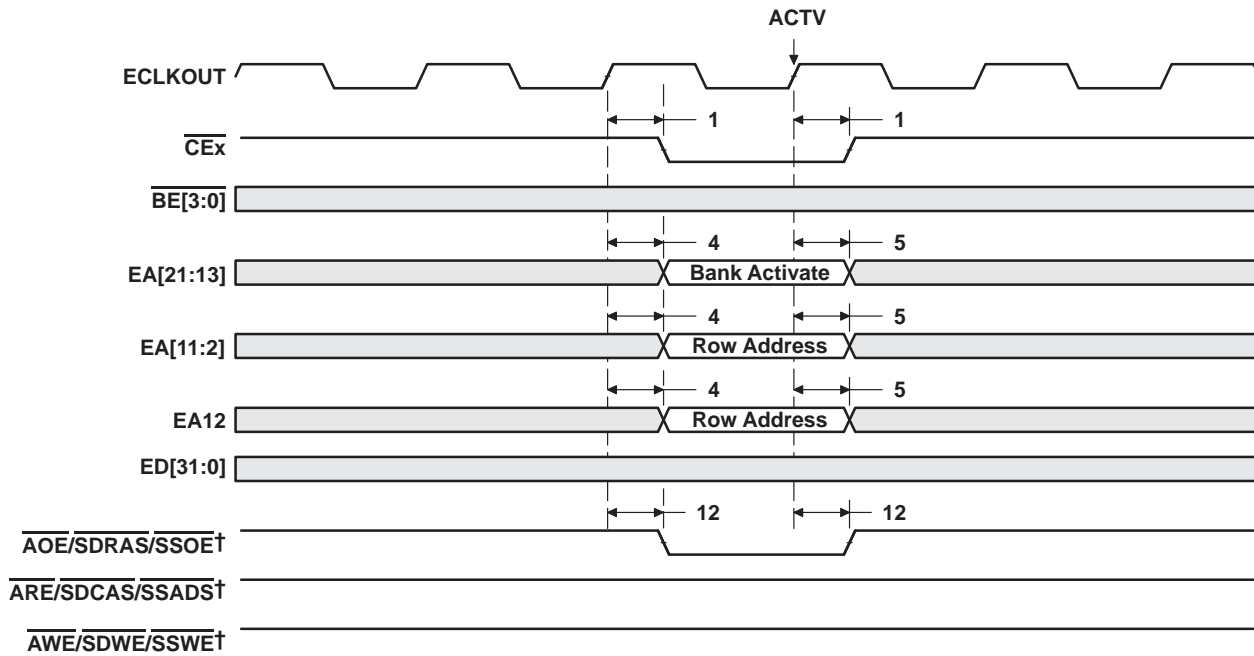 ACTV
ECLKOUT
1 1
CEx
BE[3:0]
4 5
EA[21:13] Bank Activate
4 5
EA[11:2] Row Address
4 5
EA12 Row Address
ED[31:0]
12 12
AOE/SDRAS/SSOE†
ARE/SDCAS/SSADS†
AWE/SDWE/SSWE†